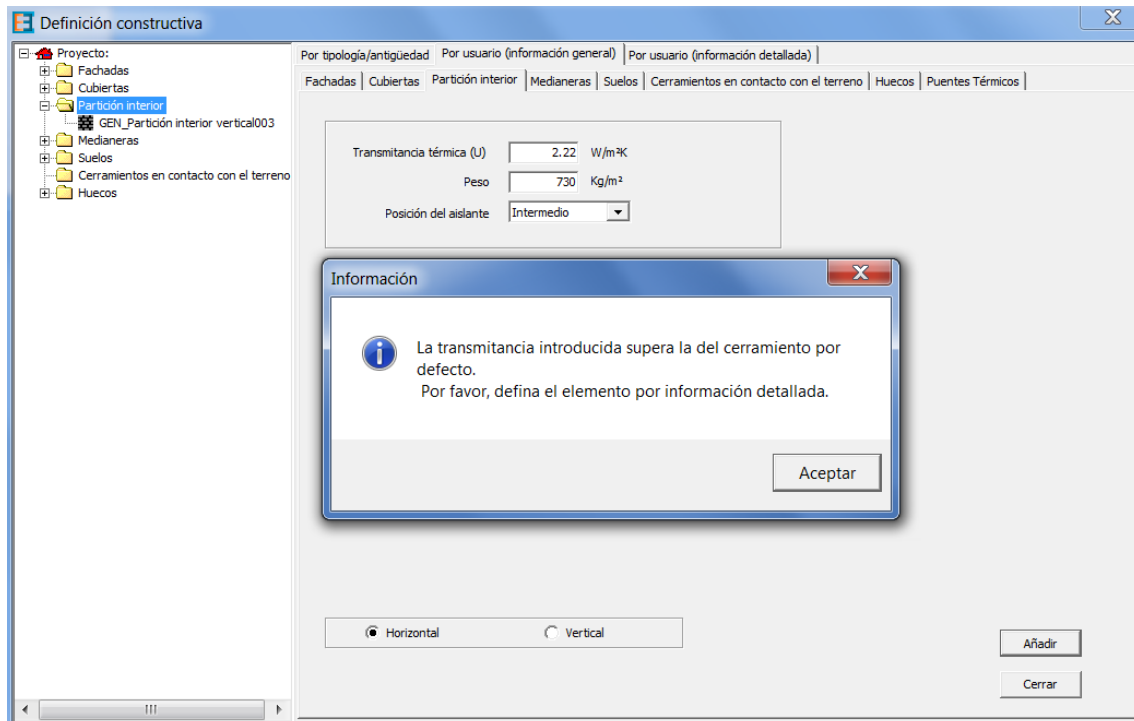 Definición constructiva
Proyecto:
Fachadas
Cubiertas
Partición interior
GEN_Partición interior vertical003
Medianeras
Suelos
Cerramientos en contacto con el terreno
Huecos
Por tipología/antigüedad Por usuario (información general) Por usuario (información detallada)
Fachadas Cubiertas Partición interior Medianeras Suelos Cerramientos en contacto con el terreno Huecos Puentes Térmicos
Transmitancia térmica (U) 2.22 W/m²K
Peso 730 Kg/m²
Posición del aislante Intermedio
Información
La transmitancia introducida supera la del cerramiento por
defecto.
Por favor, defina el elemento por información detallada.
Aceptar
Horizontal Vertical
Añadir
Cerrar